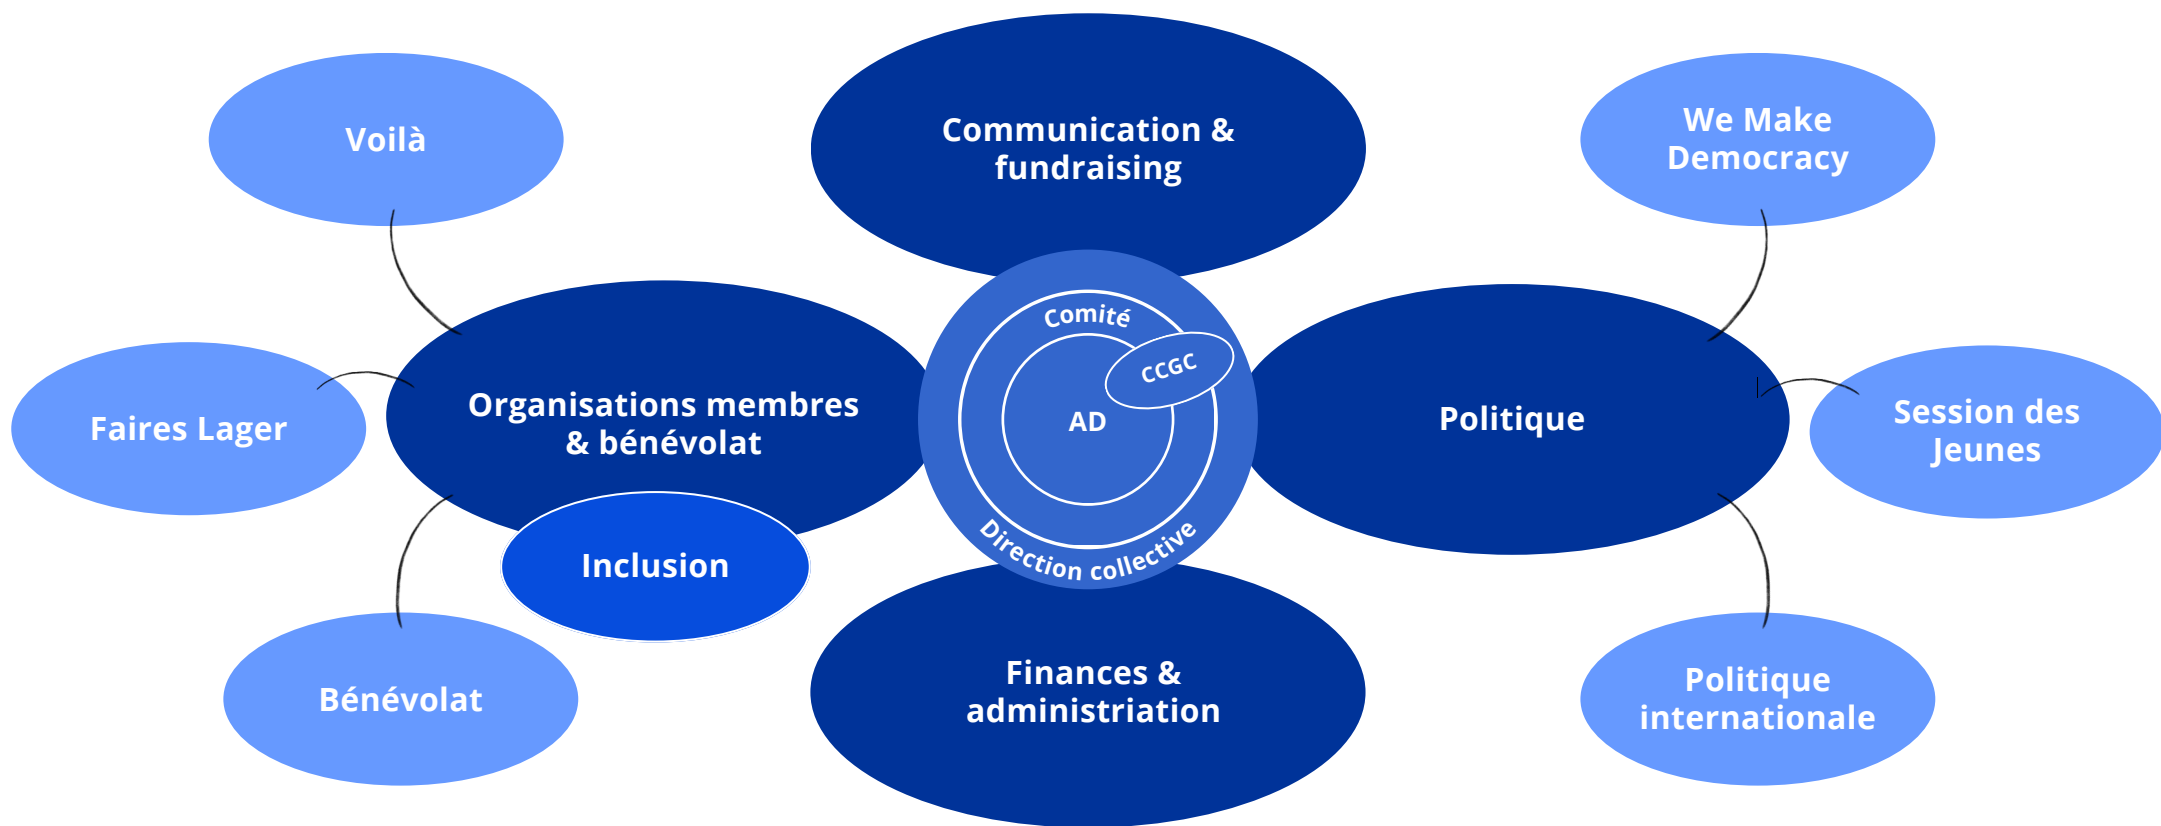 Voilà
Communication &
fundraising
We Make
Democracy
Faires Lager
Organisations membres
& bénévolat
Inclusion
Bénévolat
Comité
CCGC
AD
Direction collective
Politique
Session des
Jeunes
Finances &
administriation
Politique
internationale